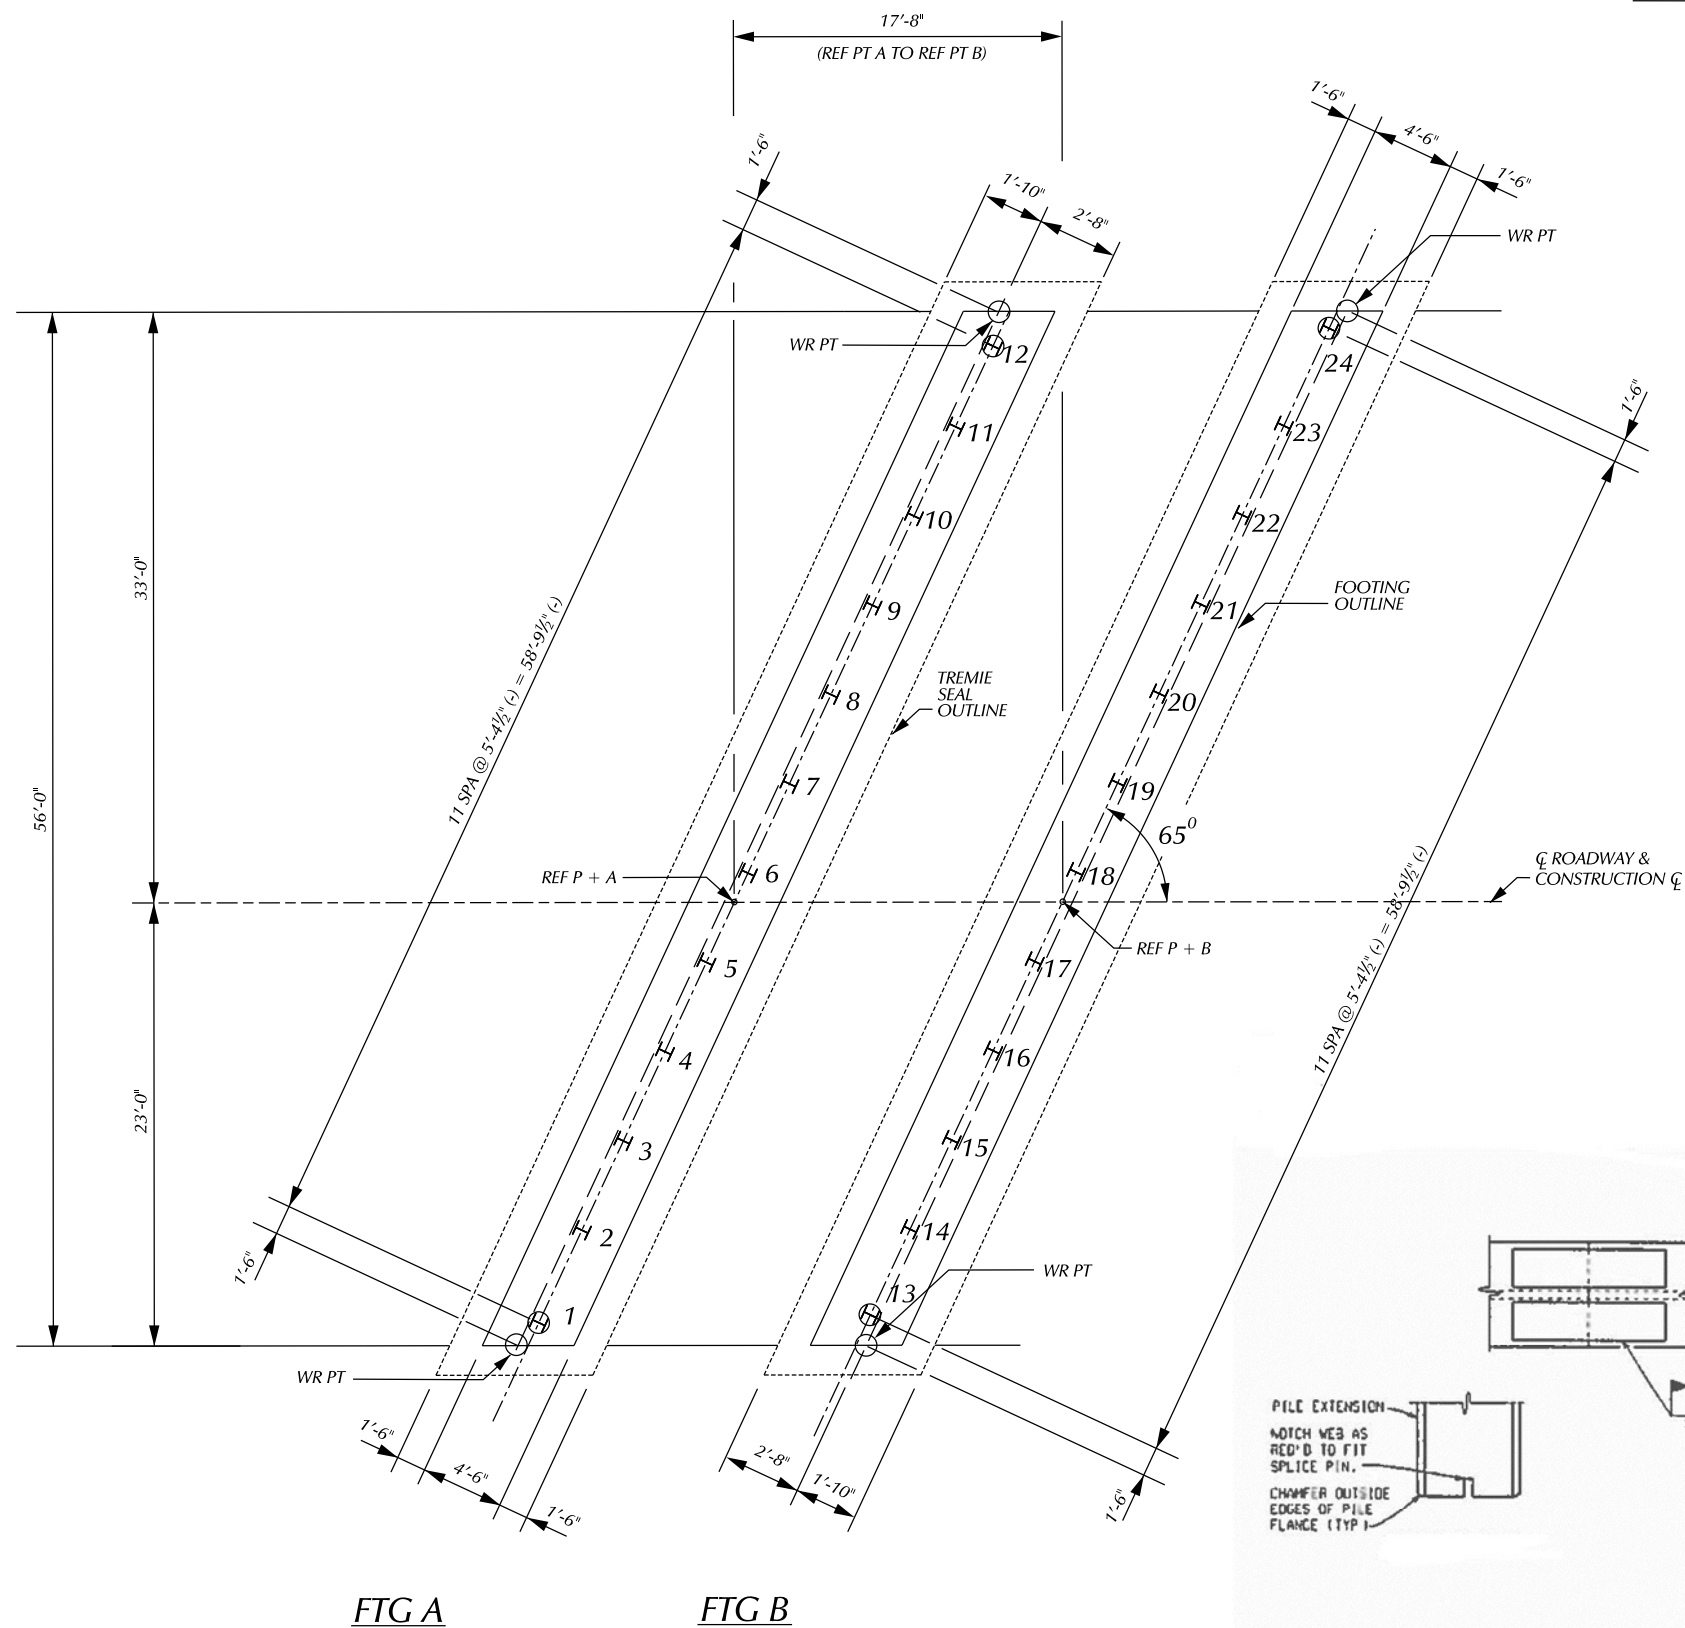 17'-8"
(REF PT A TO REF PT B)
1'-6"
4'-6"
1'-6"
1'-6"
1'-10"
2'-8"
WR PT
WR PT
12
24
1'-6"
11
23
10
22
33'-0"
11 SPA @ 5'-4½" (-) = 58'-9½" (-)
9
21
FOOTING
OUTLINE
8
20
TREMIE
SEAL
OUTLINE
7
19
56'-0"
65⁰
REF P + A
6
18
℄ ROADWAY &
CONSTRUCTION ℄
5
17
REF P + B
11 SPA @ 5'-4½" (-) = 58'-9½" (-)
4
16
23'-0"
3
15
2
14
1'-6"
1
13
WR PT
WR PT
1'-6"
4'-6"
1'-6"
2'-8"
1'-10"
1'-6"
PILE EXTENSION
NOTCH WEB AS
REQ'D TO FIT
SPLICE PIN.
CHAMFER OUTSIDE
EDGES OF PILE
FLANGE (TYP)
FTG A
FTG B